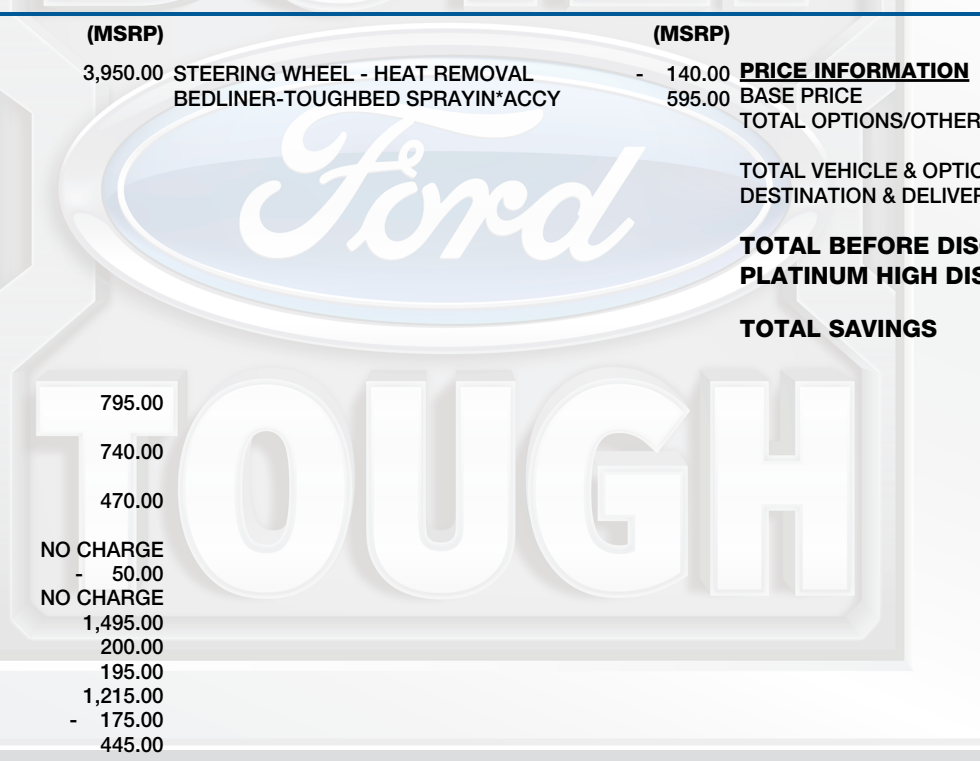 (MSRP)
3,950.00
795.00
740.00
470.00
NO CHARGE
- 50.00
NO CHARGE
1,495.00
200.00
195.00
1,215.00
- 175.00
445.00
(MSRP)
STEERING WHEEL - HEAT REMOVAL - 140.00
BEDLINER-TOUGHBED SPRAYIN*ACCY 595.00
PRICE INFORMATION
BASE PRICE
TOTAL OPTIONS/OTHER
TOTAL VEHICLE & OPTIO
DESTINATION & DELIVER
TOTAL BEFORE DIS
PLATINUM HIGH DIS
TOTAL SAVINGS
Ford
TOUGH